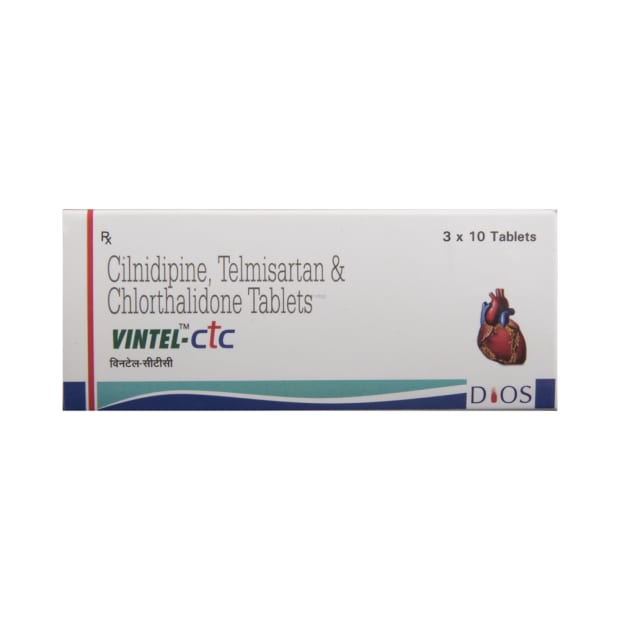 Rx
3 x 10 Tablets
Cilnidipine, Telmisartan &
Chlorthalidone Tablets
VINTEL™-ctc
विनटेल-सीटीसी
DIOS